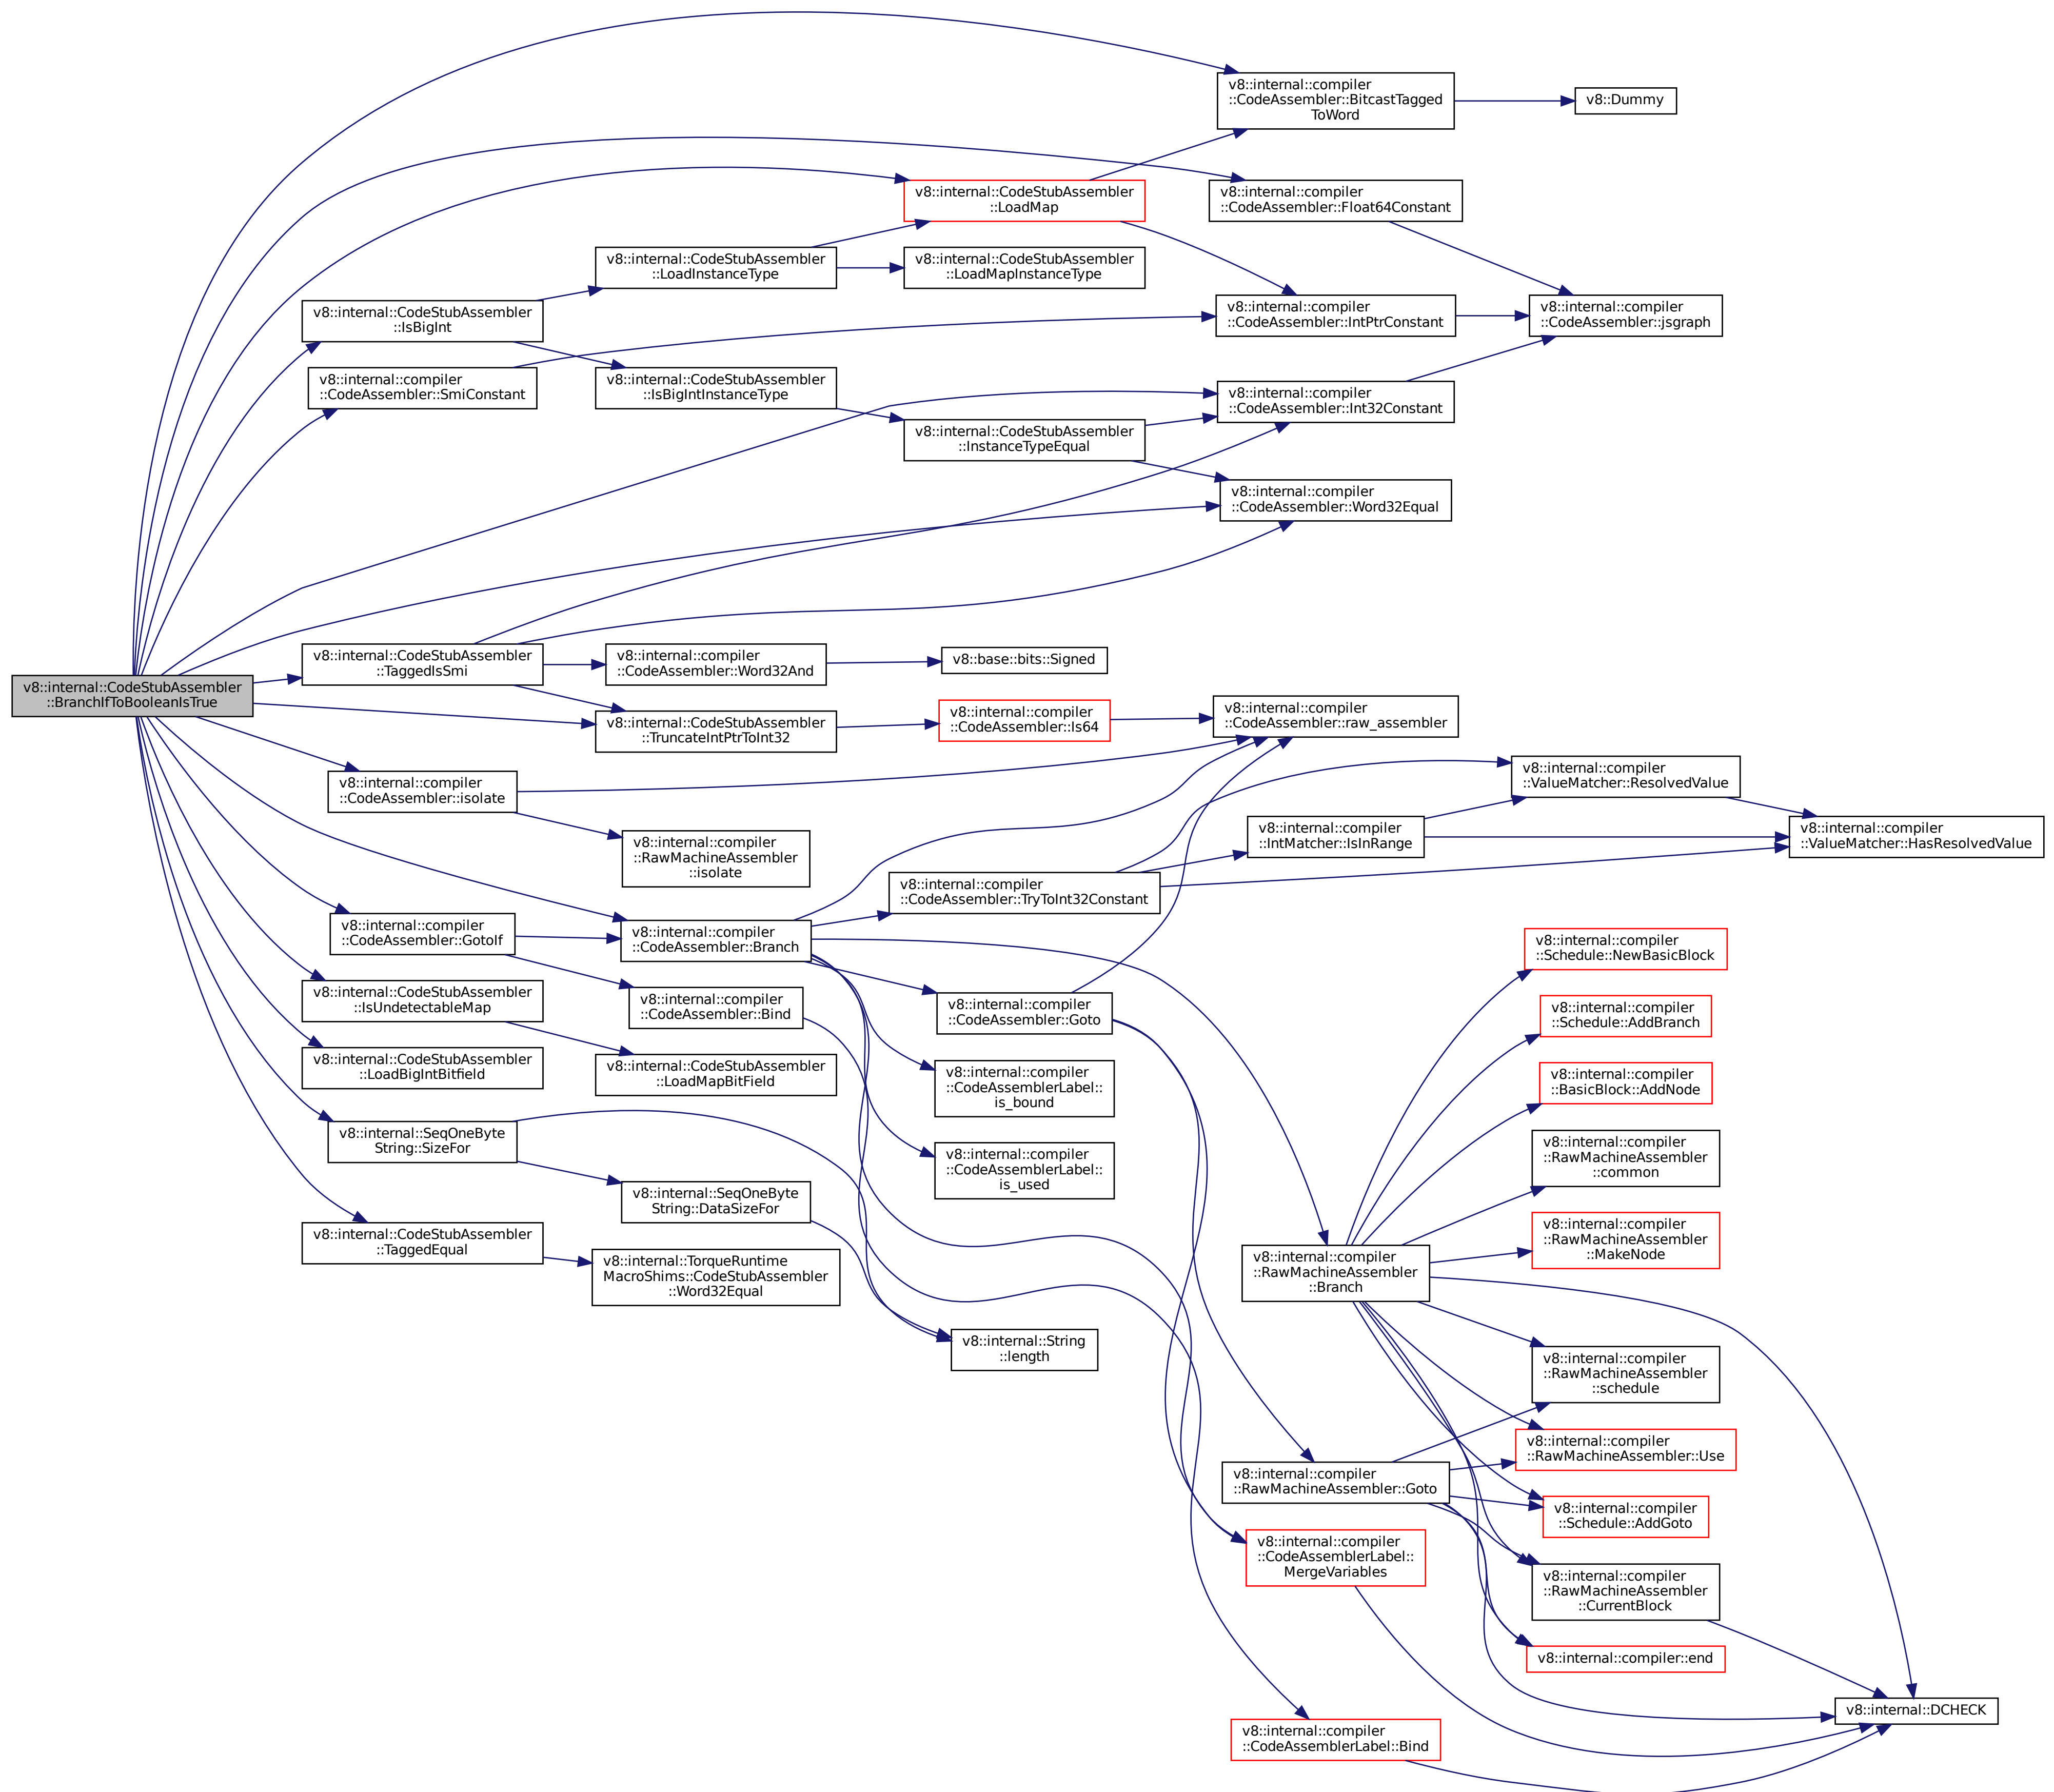 v8::internal::CodeStubAssembler
::BranchIfToBooleanIsTrue
v8::internal::CodeStubAssembler
::IsBigInt
v8::internal::compiler
::CodeAssembler::SmiConstant
v8::internal::CodeStubAssembler
::TaggedIsSmi
v8::internal::compiler
::CodeAssembler::isolate
v8::internal::compiler
::CodeAssembler::GotoIf
v8::internal::CodeStubAssembler
::IsUndetectableMap
v8::internal::CodeStubAssembler
::LoadBigIntBitfield
v8::internal::SeqOneByte
String::SizeFor
v8::internal::CodeStubAssembler
::TaggedEqual
v8::internal::CodeStubAssembler
::LoadInstanceType
v8::internal::CodeStubAssembler
::IsBigIntInstanceType
v8::internal::compiler
::CodeAssembler::Word32And
v8::internal::CodeStubAssembler
::TruncateIntPtrToInt32
v8::internal::compiler
::RawMachineAssembler
::isolate
v8::internal::compiler
::CodeAssembler::Branch
v8::internal::compiler
::CodeAssembler::Bind
v8::internal::CodeStubAssembler
::LoadMapBitField
v8::internal::SeqOneByte
String::DataSizeFor
v8::internal::TorqueRuntime
MacroShims::CodeStubAssembler
::Word32Equal
v8::internal::CodeStubAssembler
::LoadMap
v8::internal::CodeStubAssembler
::LoadMapInstanceType
v8::internal::CodeStubAssembler
::InstanceTypeEqual
v8::base::bits::Signed
v8::internal::compiler
::CodeAssembler::Is64
v8::internal::compiler
::CodeAssembler::TryToInt32Constant
v8::internal::compiler
::CodeAssembler::Goto
v8::internal::compiler
::CodeAssemblerLabel::
is_bound
v8::internal::compiler
::CodeAssemblerLabel::
is_used
v8::internal::String
::length
v8::internal::compiler
::CodeAssembler::BitcastTagged
ToWord
v8::internal::compiler
::CodeAssembler::Float64Constant
v8::internal::compiler
::CodeAssembler::IntPtrConstant
v8::internal::compiler
::CodeAssembler::Int32Constant
v8::internal::compiler
::CodeAssembler::Word32Equal
v8::internal::compiler
::CodeAssembler::raw_assembler
v8::internal::compiler
::IntMatcher::IsInRange
v8::internal::compiler
::RawMachineAssembler
::Branch
v8::internal::compiler
::RawMachineAssembler::Goto
v8::internal::compiler
::CodeAssemblerLabel::
MergeVariables
v8::internal::compiler
::CodeAssemblerLabel::Bind
v8::Dummy
v8::internal::compiler
::CodeAssembler::jsgraph
v8::internal::compiler
::ValueMatcher::ResolvedValue
v8::internal::compiler
::ValueMatcher::HasResolvedValue
v8::internal::compiler
::Schedule::NewBasicBlock
v8::internal::compiler
::Schedule::AddBranch
v8::internal::compiler
::BasicBlock::AddNode
v8::internal::compiler
::RawMachineAssembler
::common
v8::internal::compiler
::RawMachineAssembler
::MakeNode
v8::internal::compiler
::RawMachineAssembler
::schedule
v8::internal::compiler
::RawMachineAssembler::Use
v8::internal::compiler
::Schedule::AddGoto
v8::internal::compiler
::RawMachineAssembler
::CurrentBlock
v8::internal::compiler::end
v8::internal::DCHECK